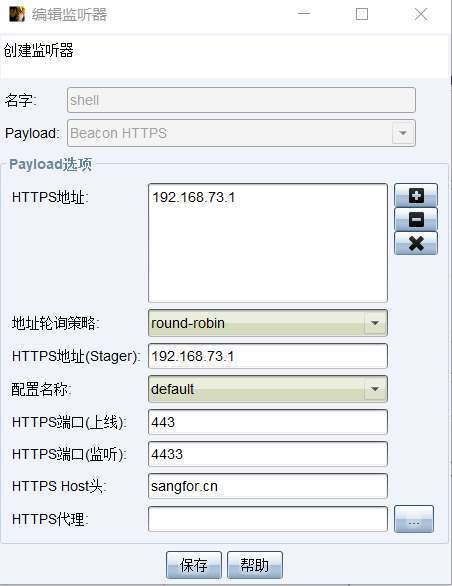 编辑监听器
创建监听器
名字: shell
Payload: Beacon HTTPS
Payload选项
HTTPS地址: 192.168.73.1
地址轮询策略: round-robin
HTTPS地址(Stager): 192.168.73.1
配置名称: default
HTTPS端口(上线): 443
HTTPS端口(监听): 4433
HTTPS Host头: sangfor.cn
HTTPS代理: ...
保存 帮助